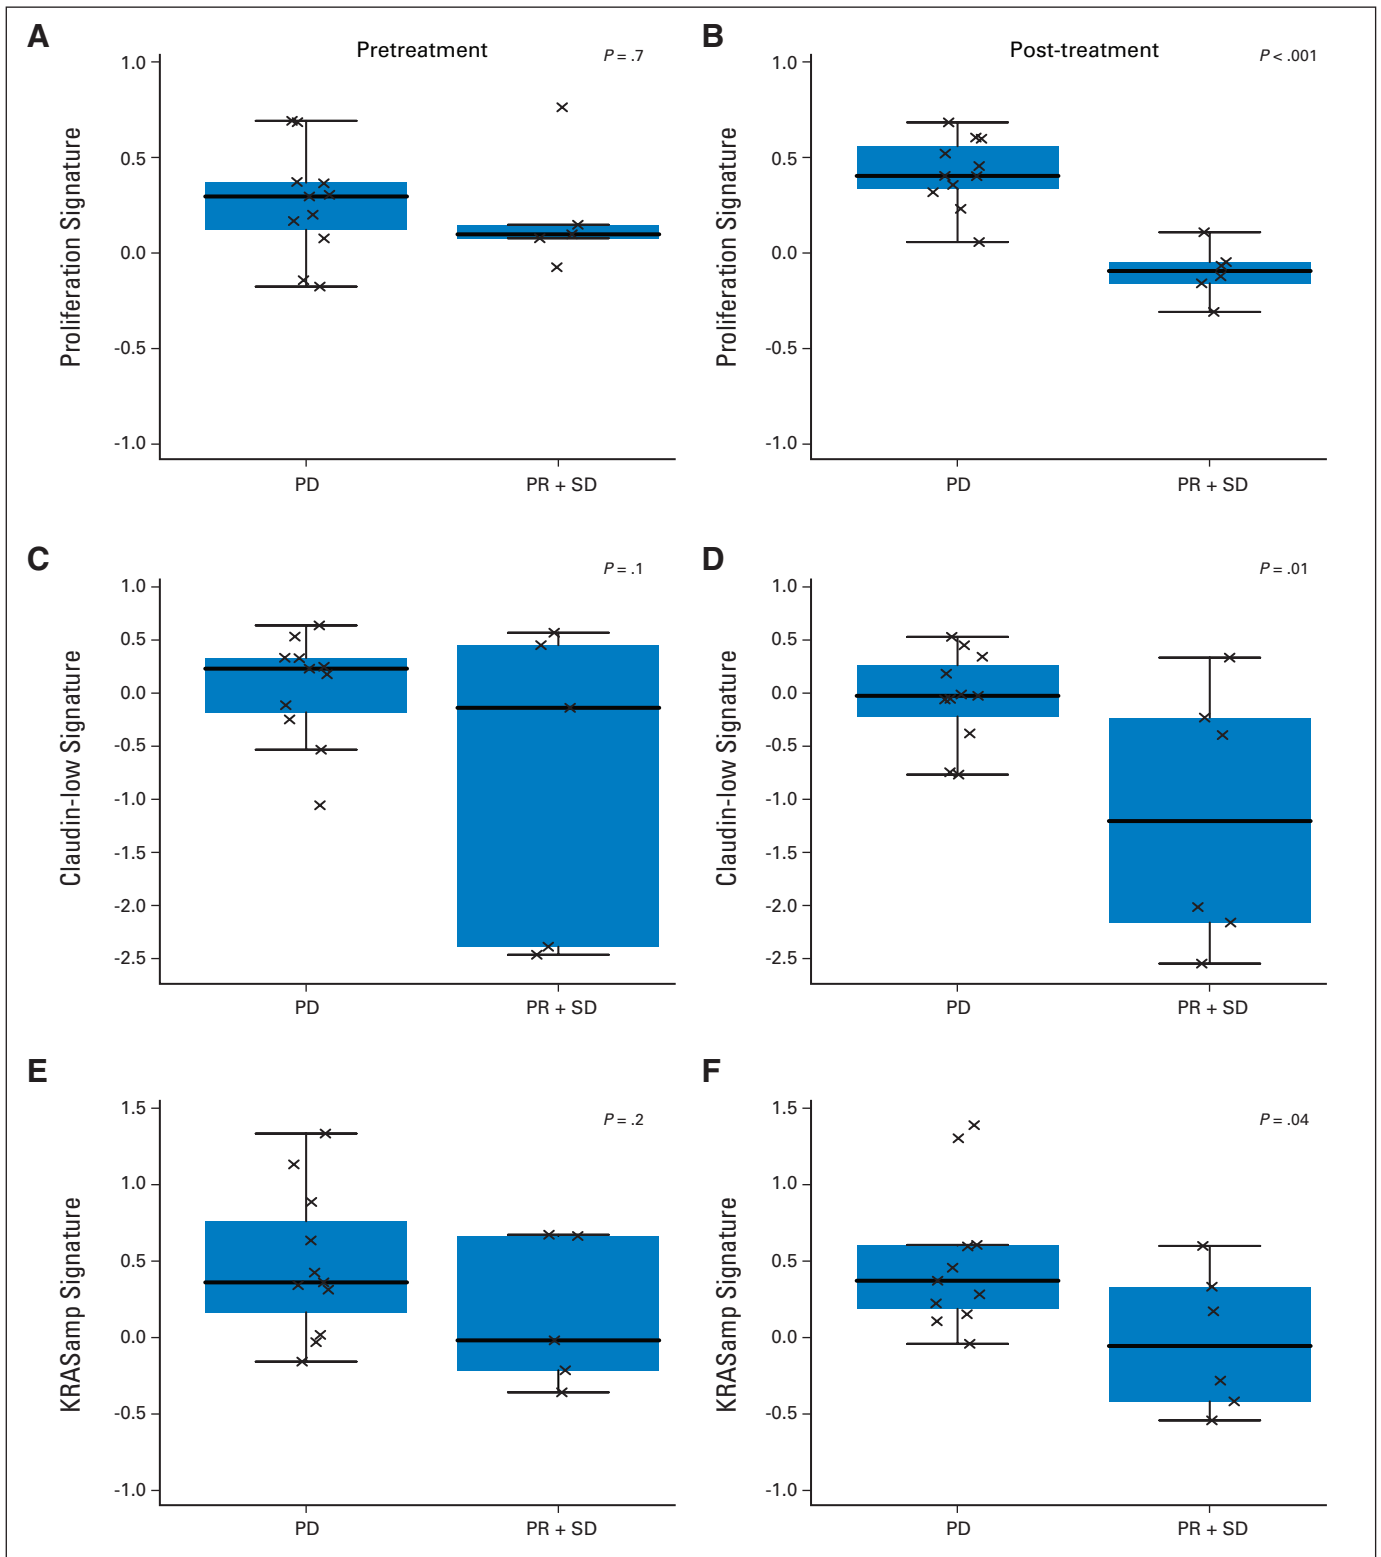 A
Pretreatment
P = .7
1.0
0.5
0.0
-0.5
-1.0
Proliferation Signature
PD
PR + SD
B
Post-treatment
P < .001
1.0
0.5
0.0
-0.5
-1.0
Proliferation Signature
PD
PR + SD
C
P = .1
1.0
0.5
0.0
-0.5
-1.0
-1.5
-2.0
-2.5
Claudin-low Signature
PD
PR + SD
D
P = .01
1.0
0.5
0.0
-0.5
-1.0
-1.5
-2.0
-2.5
Claudin-low Signature
PD
PR + SD
E
P = .2
1.5
1.0
0.5
0.0
-0.5
-1.0
KRASamp Signature
PD
PR + SD
F
P = .04
1.5
1.0
0.5
0.0
-0.5
-1.0
KRASamp Signature
PD
PR + SD